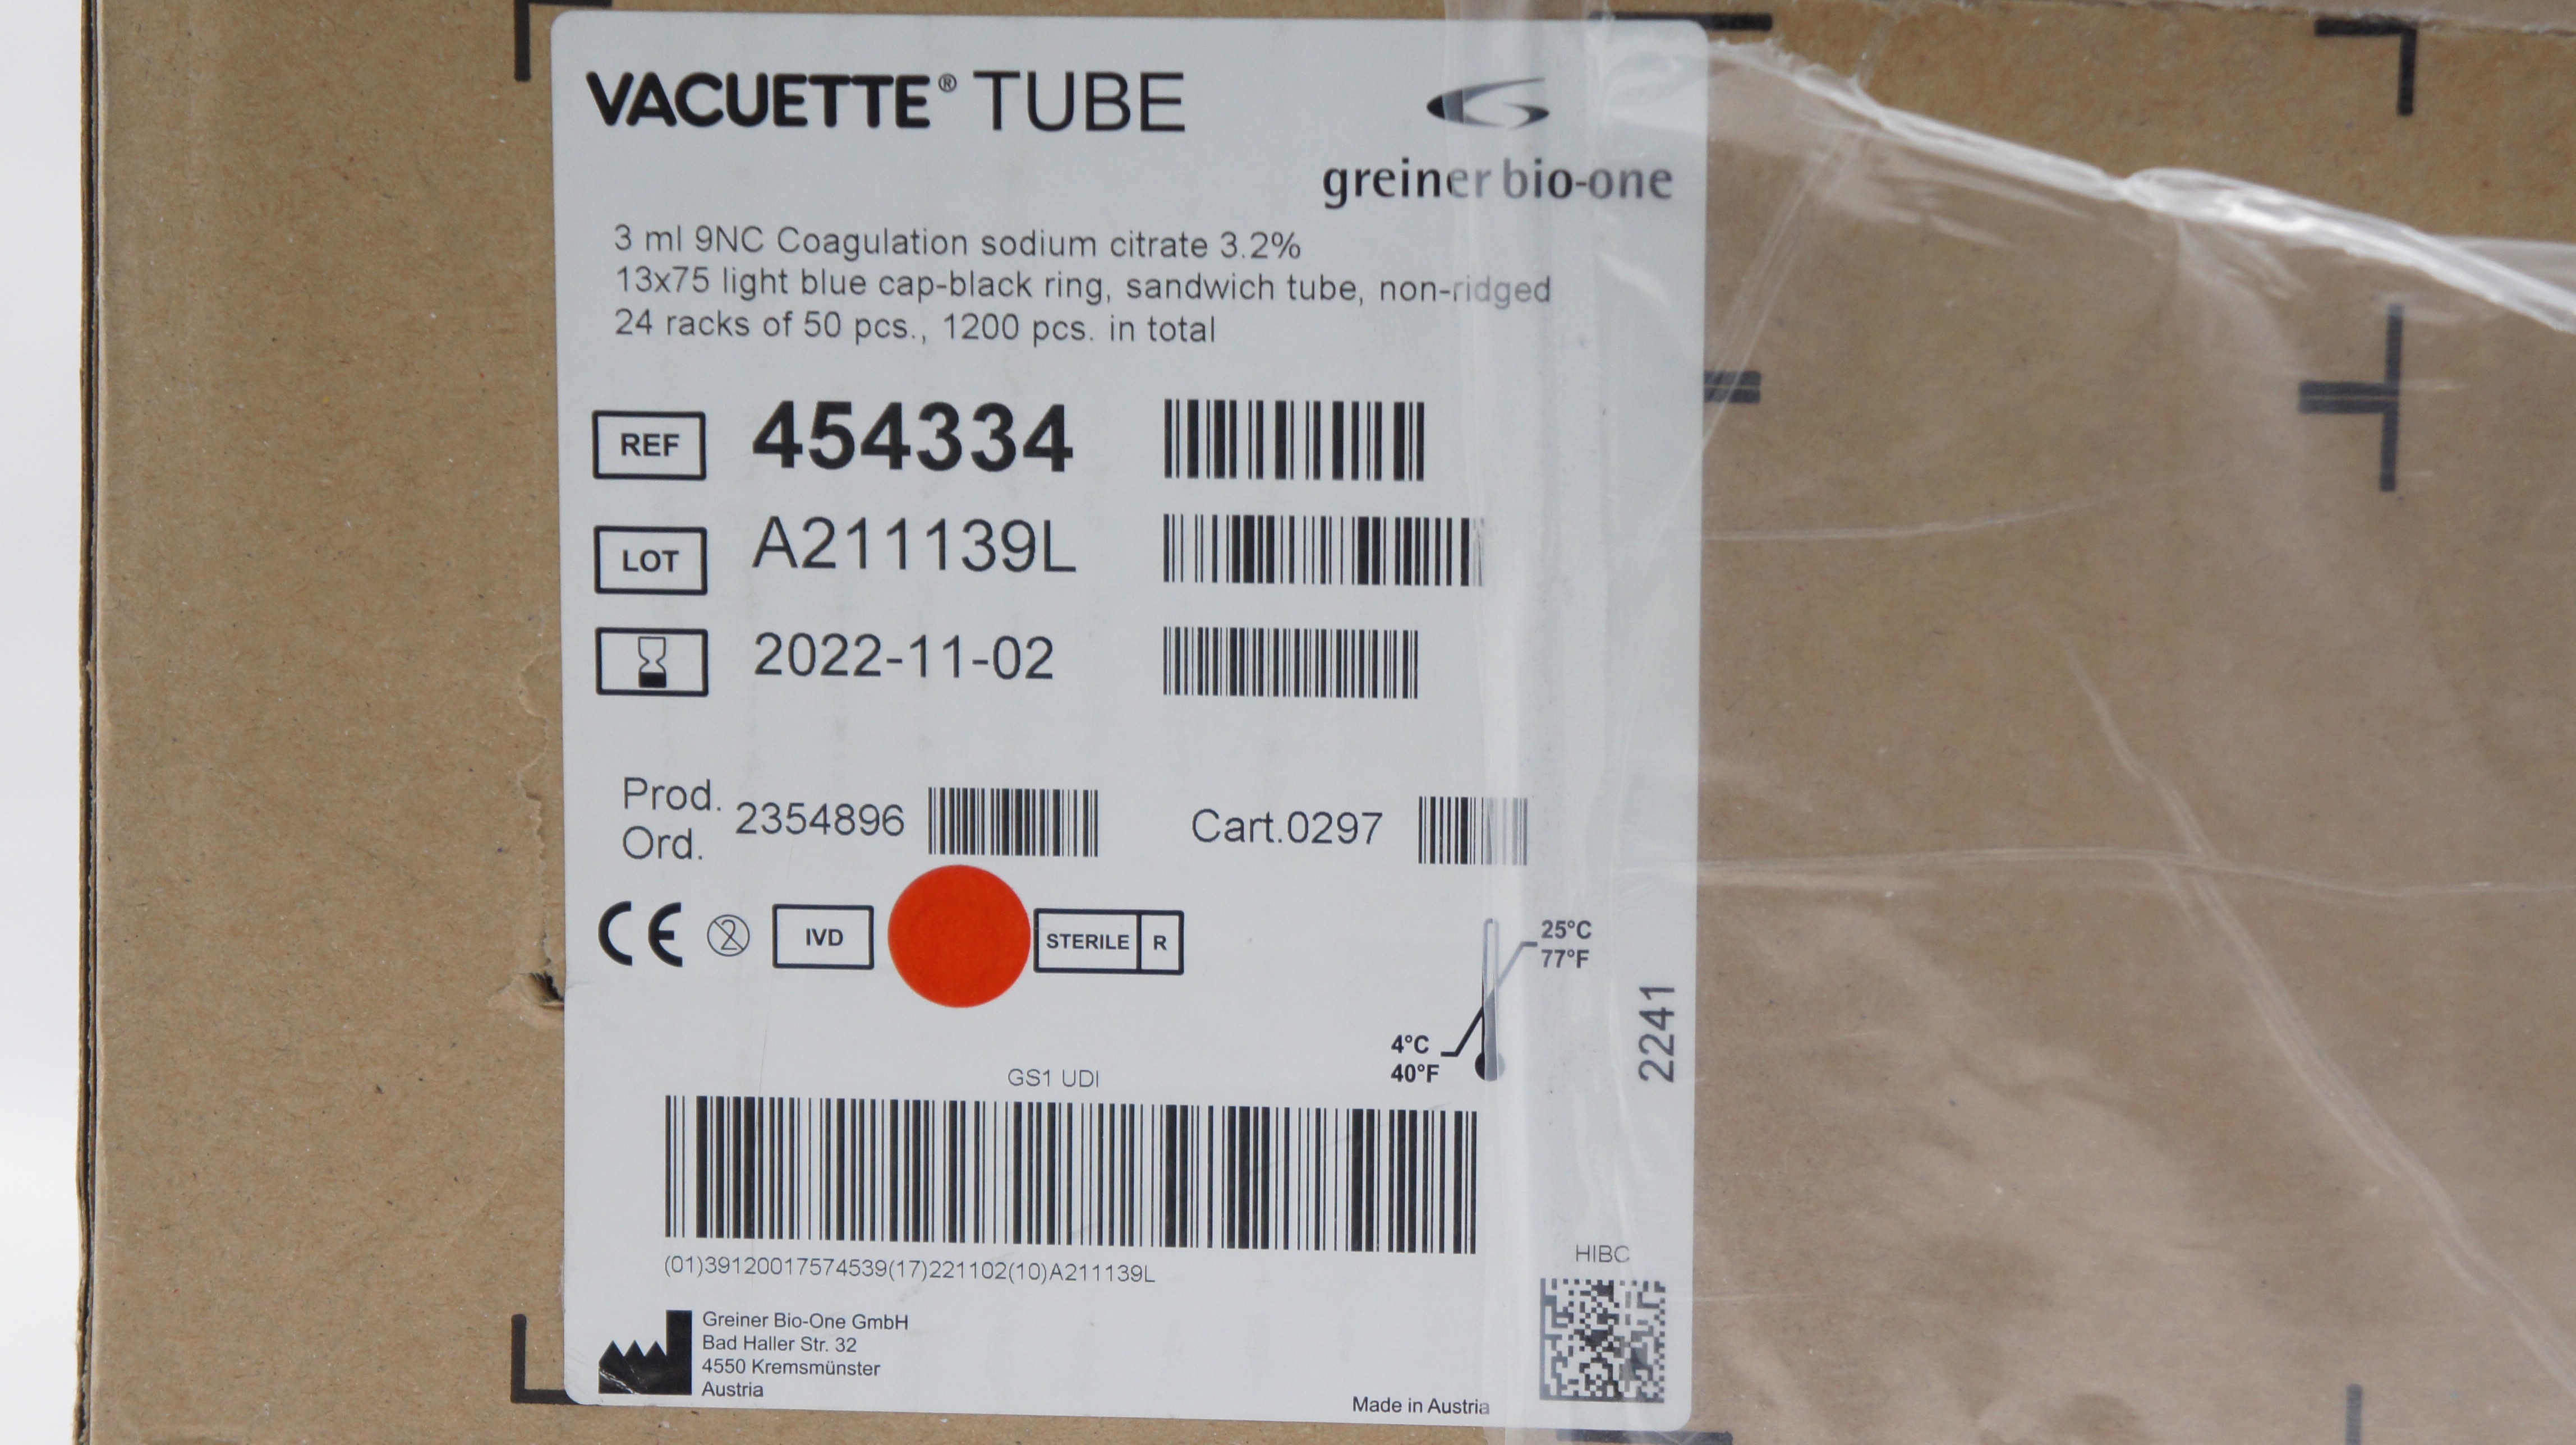 VACUETTE® TUBE
greiner bio-one
3 ml 9NC Coagulation sodium citrate 3.2%
13x75 light blue cap-black ring, sandwich tube, non-ridged
24 racks of 50 pcs., 1200 pcs. in total
REF 454334
LOT A211139L
2022-11-02
Prod. Ord. 2354896 Cart.0297
CE 2 IVD STERILE R
25°C
77°F
4°C
40°F
2241
GS1 UDI
(01)39120017574539(17)221102(10)A211139L
HIBC
Greiner Bio-One GmbH
Bad Haller Str. 32
4550 Kremsmünster
Austria
Made in Austria